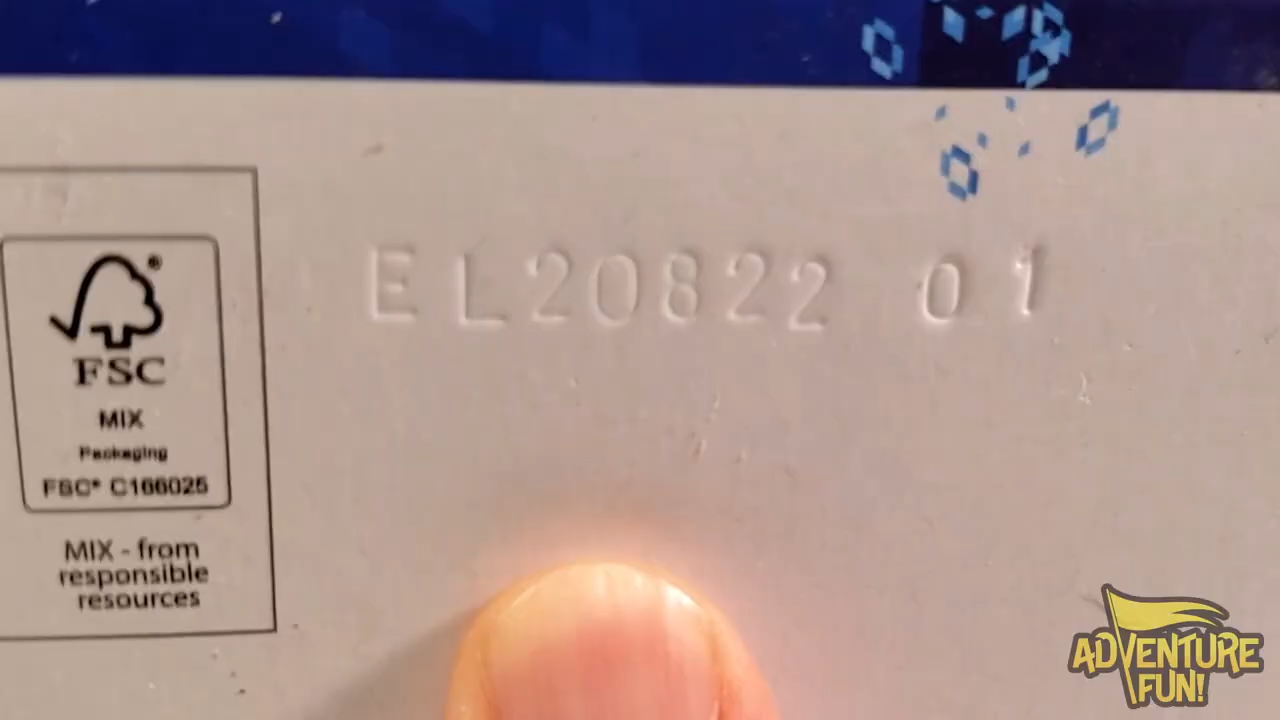 EL20822 01
FSC®
MIX
Packaging
FSC® C166025
MIX - from
responsible
resources
ADVENTURE
FUN!